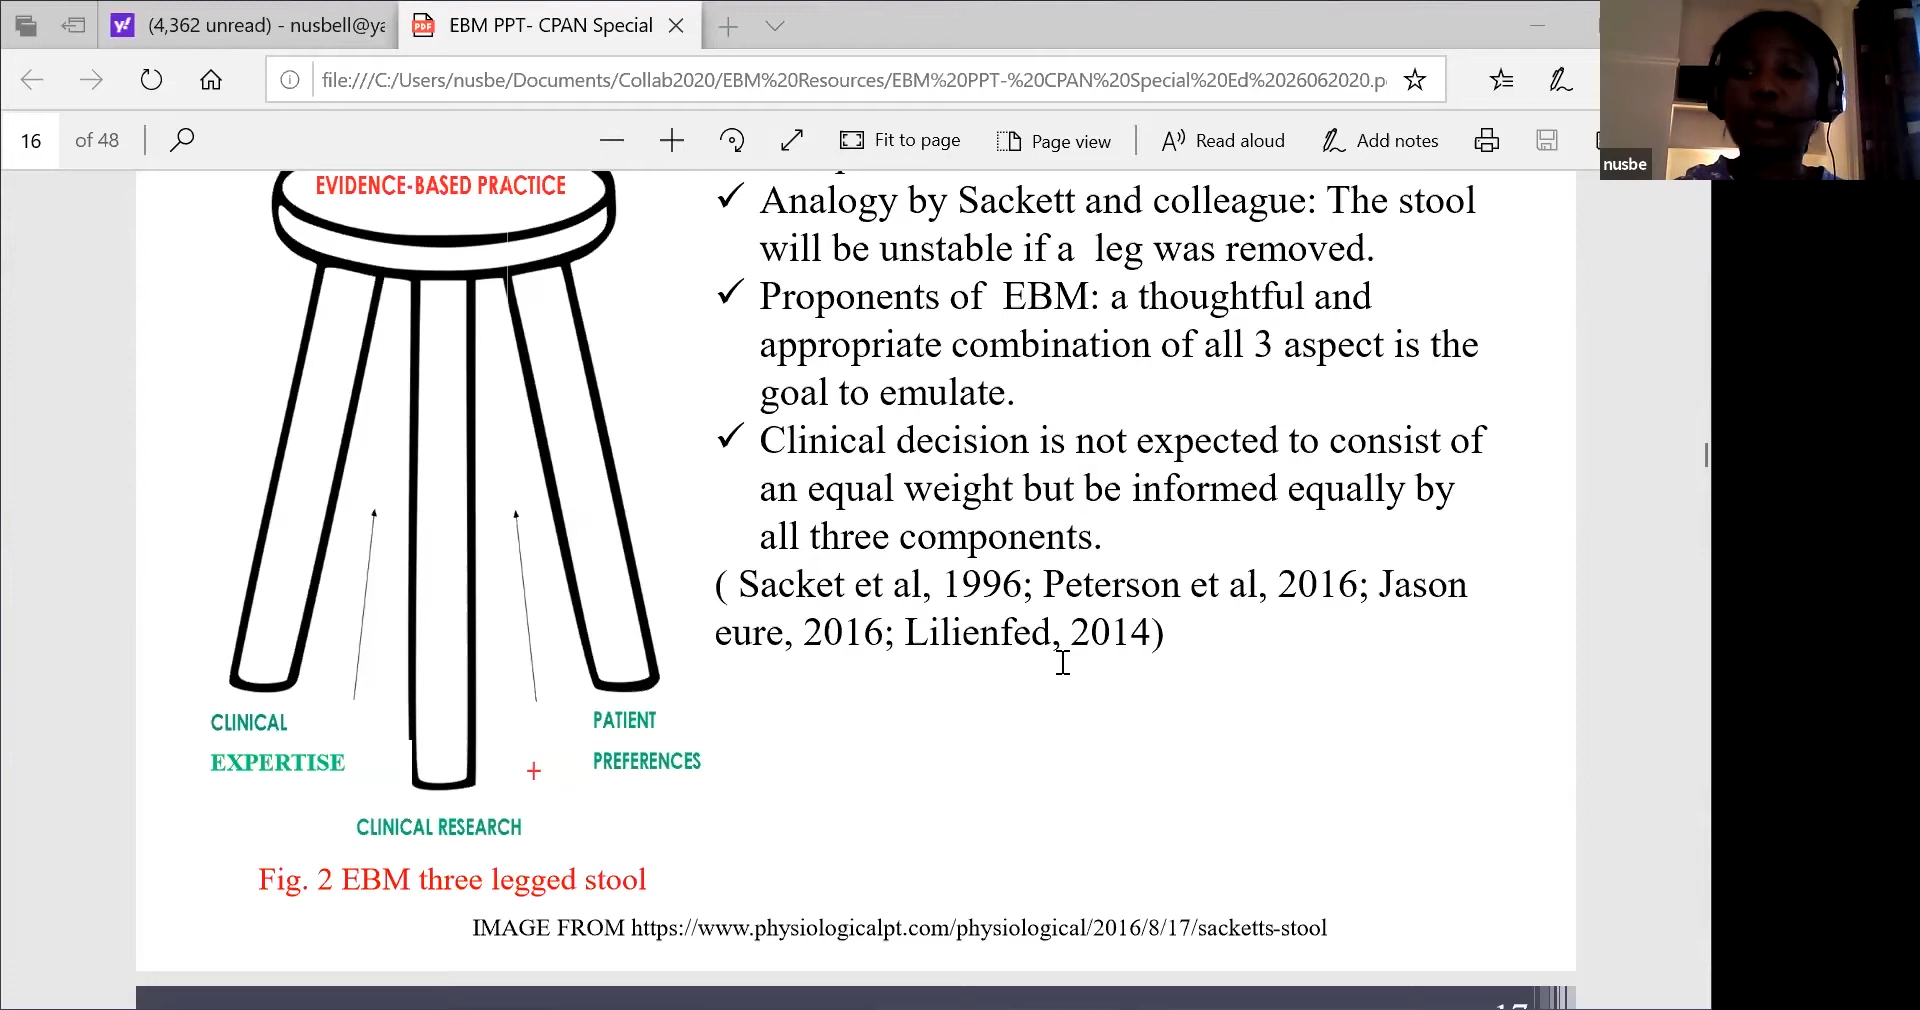 (4,362 unread) - nusbell@ya
EBM PPT- CPAN Special
file:///C:/Users/nusbe/Documents/Collab2020/EBM%20Resources/EBM%20PPT-%20CPAN%20Special%20Ed%2026062020.p
16 of 48
Fit to page
Page view
Read aloud
Add notes
nusbe
EVIDENCE-BASED PRACTICE
CLINICAL
EXPERTISE
PATIENT
PREFERENCES
+
CLINICAL RESEARCH
Fig. 2 EBM three legged stool
✓ Analogy by Sackett and colleague: The stool
will be unstable if a leg was removed.
✓ Proponents of EBM: a thoughtful and
appropriate combination of all 3 aspect is the
goal to emulate.
✓ Clinical decision is not expected to consist of
an equal weight but be informed equally by
all three components.
( Sacket et al, 1996; Peterson et al, 2016; Jason
eure, 2016; Lilienfed, 2014)
IMAGE FROM https://www.physiologicalpt.com/physiological/2016/8/17/sacketts-stool